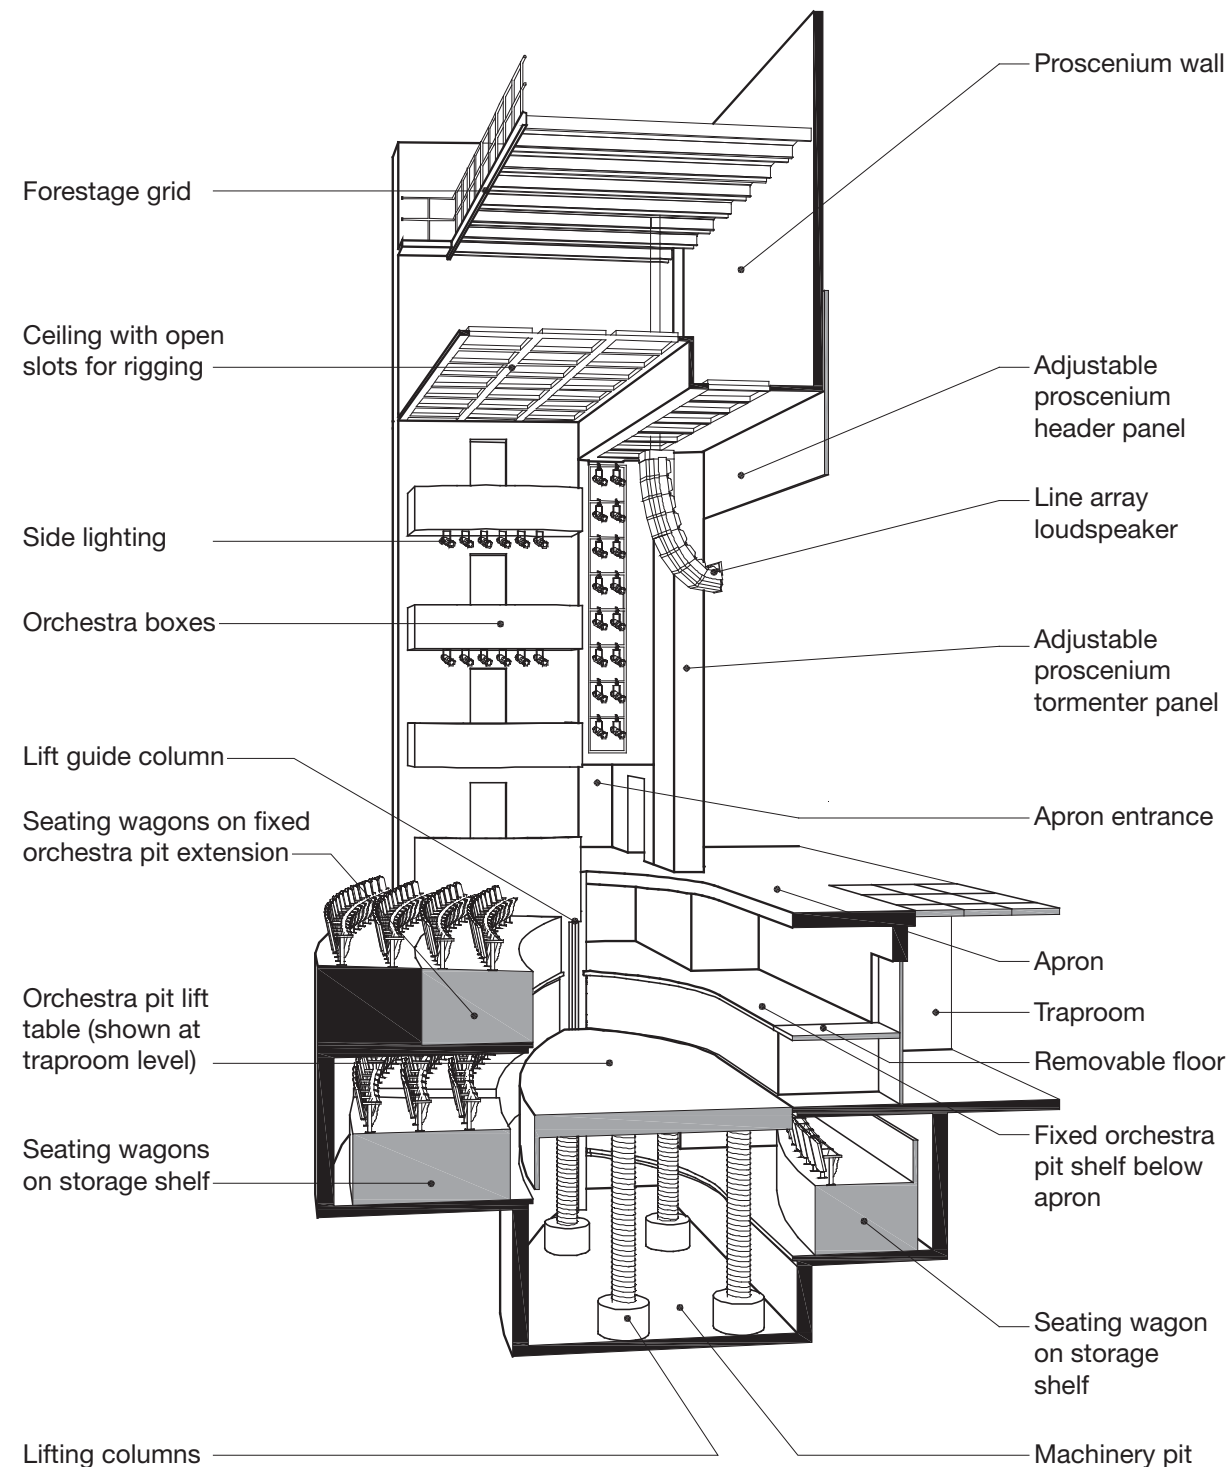 Proscenium wall
Forestage grid
Ceiling with open
slots for rigging
Adjustable
proscenium
header panel
Line array
loudspeaker
Side lighting
Orchestra boxes
Adjustable
proscenium
tormenter panel
Lift guide column
Seating wagons on fixed
orchestra pit extension
Apron entrance
Apron
Orchestra pit lift
table (shown at
traproom level)
Traproom
Removable floor
Seating wagons
on storage shelf
Fixed orchestra
pit shelf below
apron
Seating wagon
on storage
shelf
Lifting columns
Machinery pit